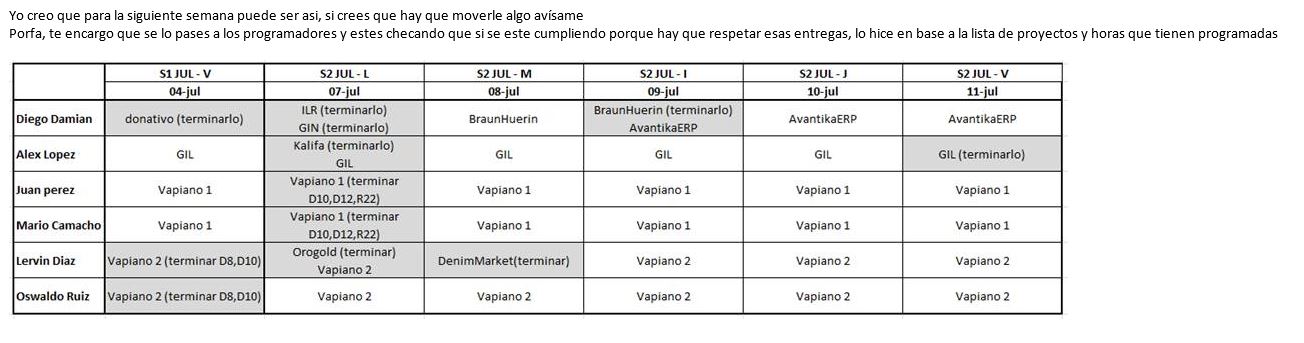 Yo creo que para la siguiente semana puede ser asi, si crees que hay que moverle algo avísame
Porfa, te encargo que se lo pases a los programadores y estes checando que si se este cumpliendo porque hay que respetar esas entregas, lo hice en base a la lista de proyectos y horas que tienen programadas
S1 JUL - V S2 JUL - L S2 JUL - M S2 JUL - I S2 JUL - J S2 JUL - V
04-jul 07-jul 08-jul 09-jul 10-jul 11-jul
Diego Damian donativo (terminarlo) ILR (terminarlo) BraunHuerin BraunHuerin (terminarlo) AvantikaERP AvantikaERP
GIN (terminarlo) AvantikaERP
Alex Lopez GIL Kalifa (terminarlo) GIL GIL GIL GIL (terminarlo)
GIL
Juan perez Vapiano 1 Vapiano 1 (terminar Vapiano 1 Vapiano 1 Vapiano 1 Vapiano 1
D10,D12,R22)
Mario Camacho Vapiano 1 Vapiano 1 (terminar Vapiano 1 Vapiano 1 Vapiano 1 Vapiano 1
D10,D12,R22)
Lervin Diaz Vapiano 2 (terminar D8,D10) Orogold (terminar) DenimMarket(terminar) Vapiano 2 Vapiano 2 Vapiano 2
Vapiano 2
Oswaldo Ruiz Vapiano 2 (terminar D8,D10) Vapiano 2 Vapiano 2 Vapiano 2 Vapiano 2 Vapiano 2